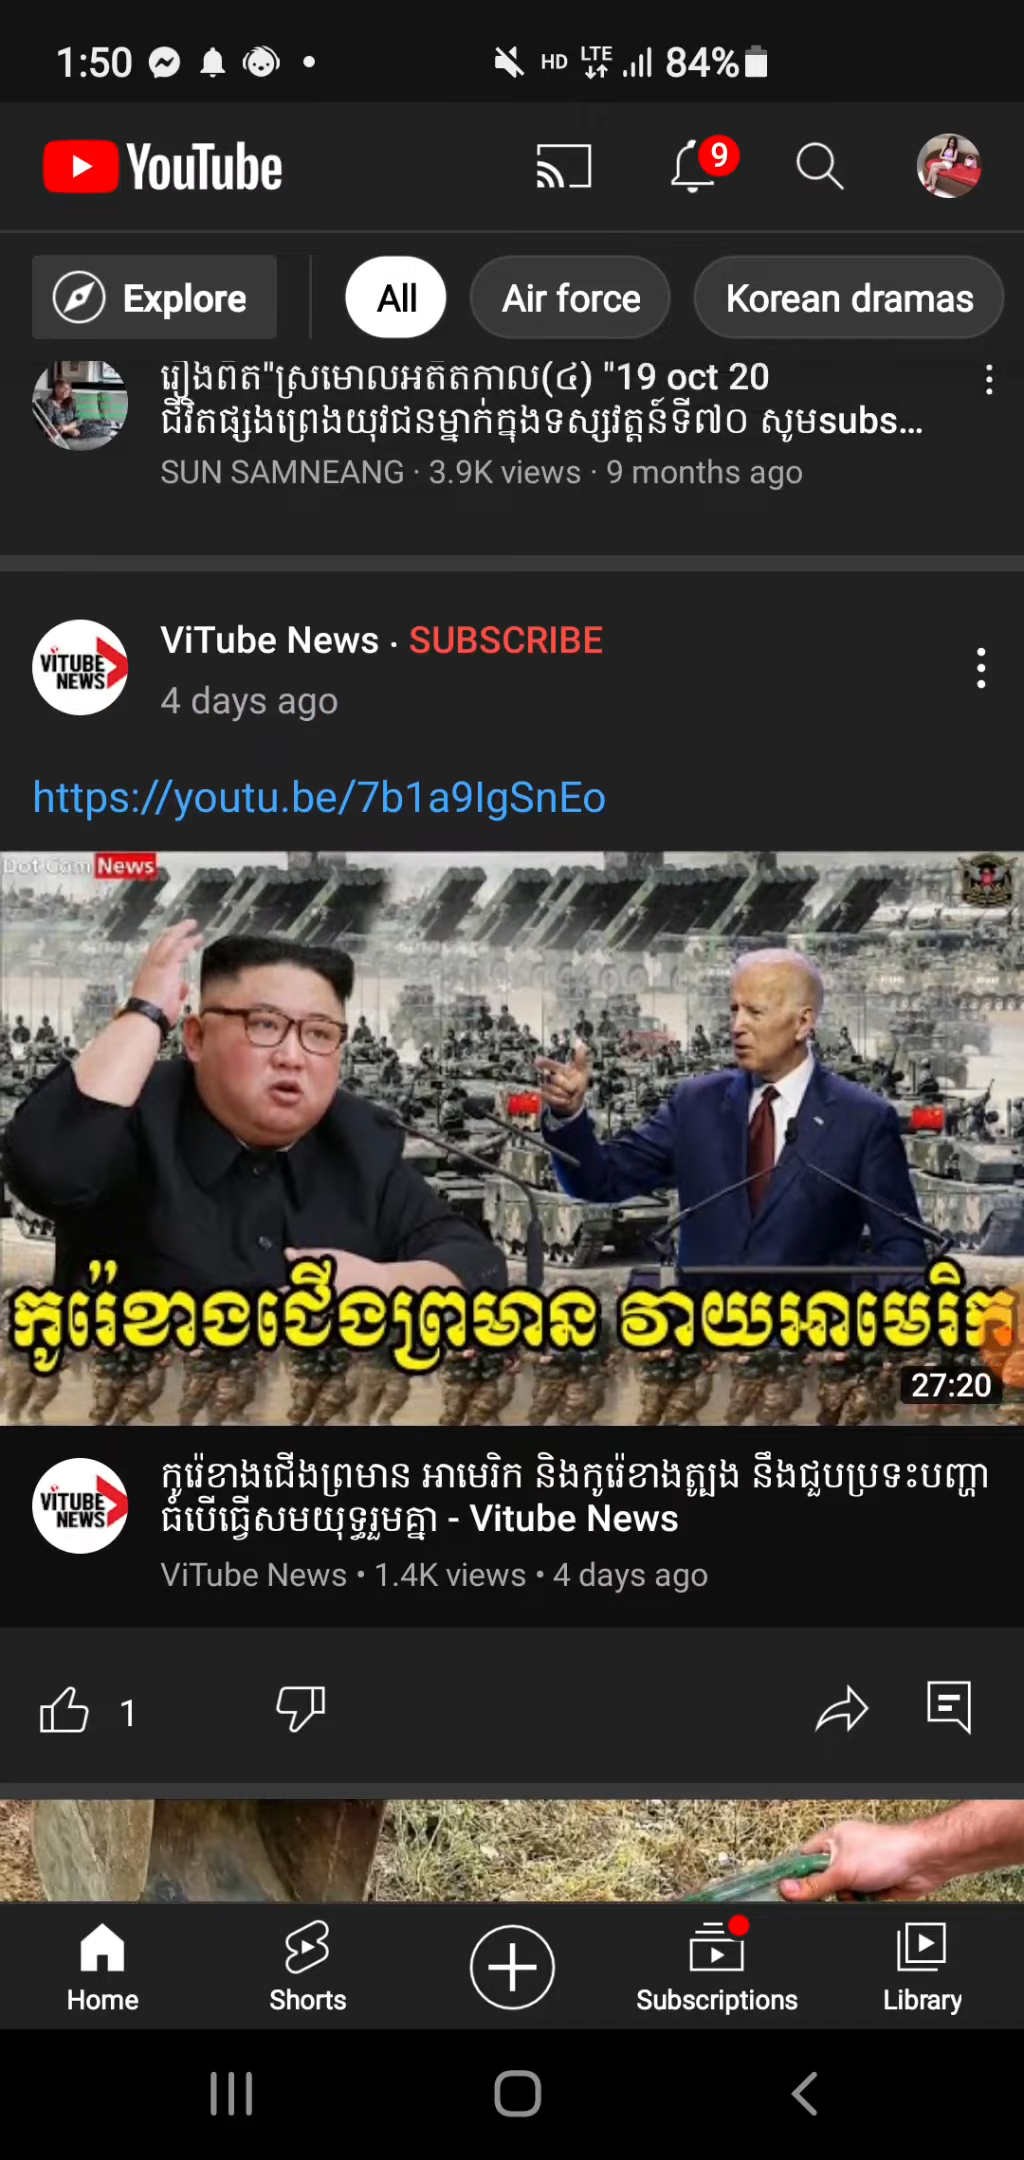 1:50 HD LTE 84%
YouTube 9
Explore All Air force Korean dramas
រឿងពិត"ស្រមោលអតីតកាល(៤) "19 oct 20
ជីវិតផ្សងព្រេងយុវជនម្នាក់ក្នុងទស្សវត្តន៍ទី៧០ សូមsubs...
SUN SAMNEANG · 3.9K views · 9 months ago
VITUBE NEWS
ViTube News · SUBSCRIBE
4 days ago
https://youtu.be/7b1a9IgSnEo
Dot Cam News
កូរ៉េខាងជើងព្រមាន វាយអាមេរិក
27:20
VITUBE NEWS
កូរ៉េខាងជើងព្រមាន អាមេរិក និងកូរ៉េខាងត្បូង នឹងជួបប្រទះបញ្ហា
ធំបើធ្វើសមយុទ្ធរួមគ្នា - Vitube News
ViTube News • 1.4K views • 4 days ago
1
Home Shorts Subscriptions Library